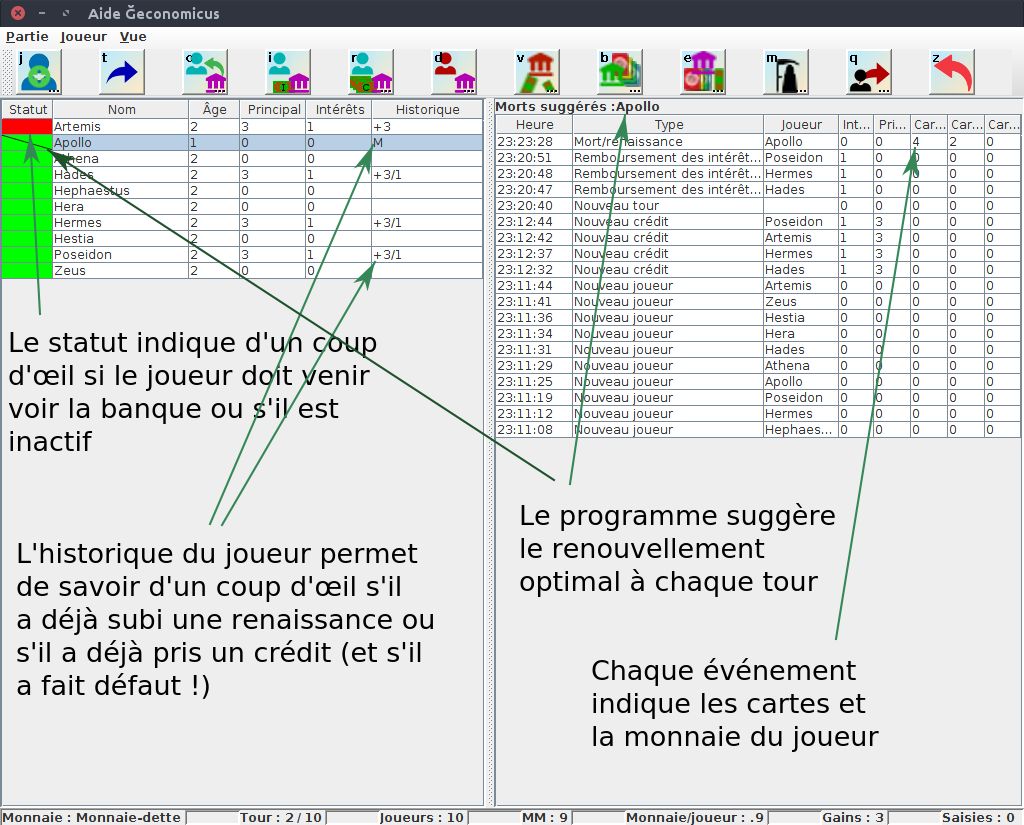 Aide Ğeconomicus
Partie Joueur Vue
j t c i r d v b e m q z
Statut Nom Âge Principal Intérêts Historique
Artemis 2 3 1 +3
Apollo 1 0 0 M
Athena 2 0 0
Hades 2 3 1 +3/1
Hephaestus 2 0 0
Hera 2 0 0
Hermes 2 3 1 +3/1
Hestia 2 0 0
Poseidon 2 3 1 +3/1
Zeus 2 0 0
Morts suggérés :Apollo
Heure Type Joueur Int... Pri... Car... Car... Car...
23:23:28 Mort/renaissance Apollo 0 0 4 2 0
23:20:51 Remboursement des intérêt... Poseidon 1 0 0 0 0
23:20:48 Remboursement des intérêt... Hermes 1 0 0 0 0
23:20:47 Remboursement des intérêt... Hades 1 0 0 0 0
23:20:40 Nouveau tour 0 0 0 0 0
23:12:44 Nouveau crédit Poseidon 1 3 0 0 0
23:12:42 Nouveau crédit Artemis 1 3 0 0 0
23:12:37 Nouveau crédit Hermes 1 3 0 0 0
23:12:32 Nouveau crédit Hades 1 3 0 0 0
23:11:44 Nouveau joueur Artemis 0 0 0 0 0
23:11:41 Nouveau joueur Zeus 0 0 0 0 0
23:11:36 Nouveau joueur Hestia 0 0 0 0 0
23:11:34 Nouveau joueur Hera 0 0 0 0 0
23:11:31 Nouveau joueur Hades 0 0 0 0 0
23:11:29 Nouveau joueur Athena 0 0 0 0 0
23:11:25 Nouveau joueur Apollo 0 0 0 0 0
23:11:19 Nouveau joueur Poseidon 0 0 0 0 0
23:11:12 Nouveau joueur Hermes 0 0 0 0 0
23:11:08 Nouveau joueur Hephaes... 0 0 0 0 0
Le statut indique d'un coup
d'œil si le joueur doit venir
voir la banque ou s'il est
inactif
L'historique du joueur permet
de savoir d'un coup d'œil s'il
a déjà subi une renaissance ou
s'il a déjà pris un crédit (et s'il
a fait défaut !)
Le programme suggère
le renouvellement
optimal à chaque tour
Chaque événement
indique les cartes et
la monnaie du joueur
Monnaie : Monnaie-dette Tour : 2 / 10 Joueurs : 10 MM : 9 Monnaie/joueur : .9 Gains : 3 Saisies : 0